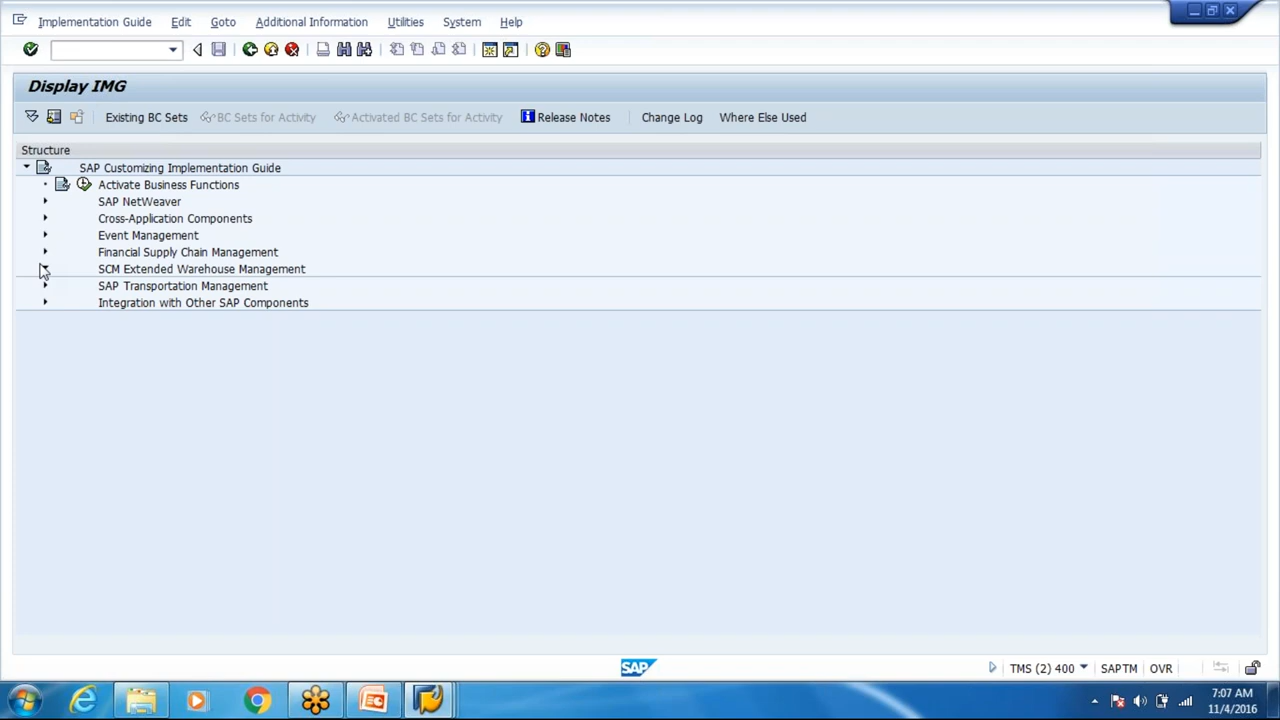 Implementation Guide Edit Goto Additional Information Utilities System Help
Display IMG
Existing BC Sets BC Sets for Activity Activated BC Sets for Activity Release Notes Change Log Where Else Used
Structure
SAP Customizing Implementation Guide
Activate Business Functions
SAP NetWeaver
Cross-Application Components
Event Management
Financial Supply Chain Management
SCM Extended Warehouse Management
SAP Transportation Management
Integration with Other SAP Components
SAP
TMS (2) 400 SAPTM OVR
7:07 AM
11/4/2016